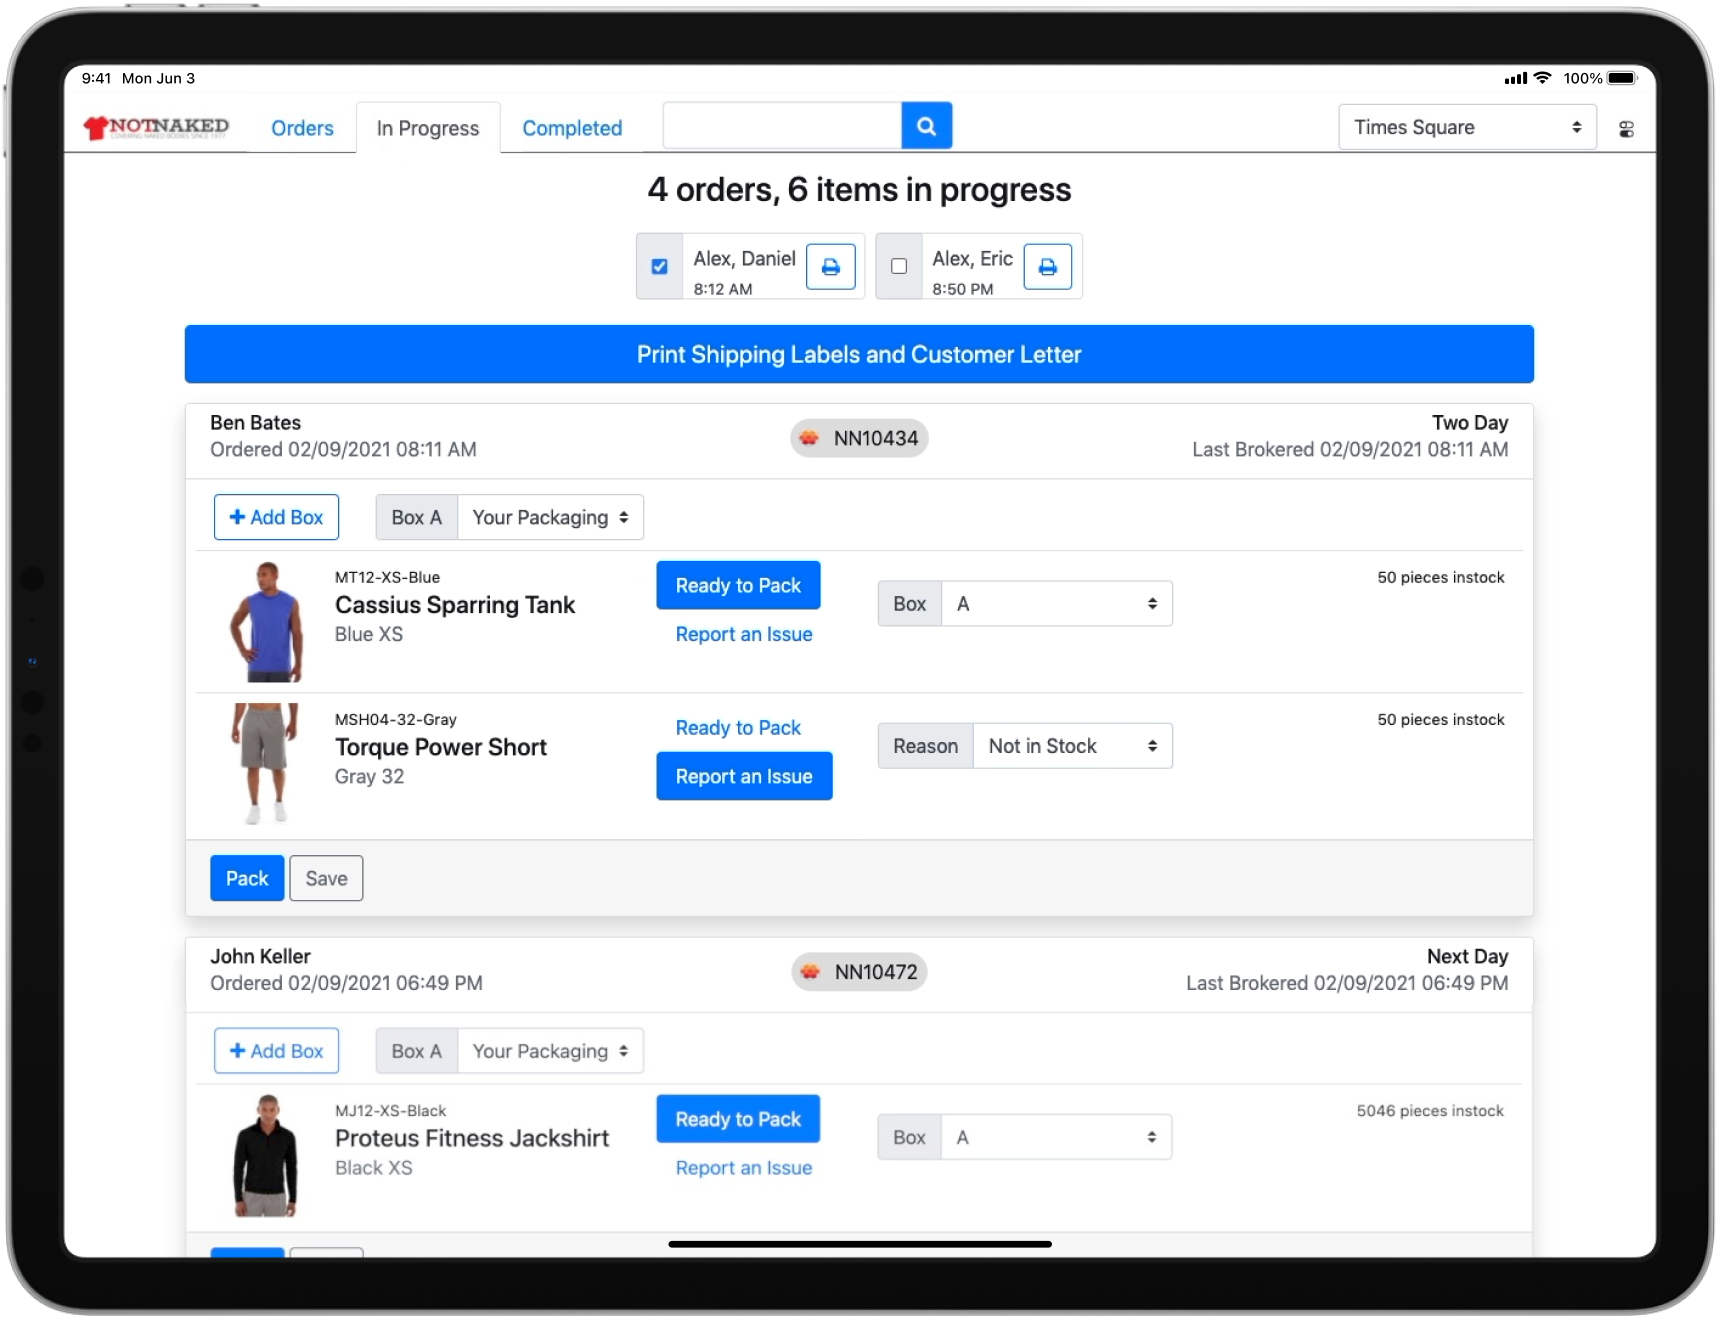 9:41 Mon Jun 3
100%
NOTNAKED
COVERING NAKED BODIES SINCE 1977
Orders
In Progress
Completed
Times Square
4 orders, 6 items in progress
Alex, Daniel
8:12 AM
Alex, Eric
8:50 PM
Print Shipping Labels and Customer Letter
Ben Bates
Ordered 02/09/2021 08:11 AM
NN10434
Two Day
Last Brokered 02/09/2021 08:11 AM
+ Add Box
Box A
Your Packaging
MT12-XS-Blue
Cassius Sparring Tank
Blue XS
Ready to Pack
Report an Issue
Box
A
50 pieces instock
MSH04-32-Gray
Torque Power Short
Gray 32
Ready to Pack
Report an Issue
Reason
Not in Stock
50 pieces instock
Pack
Save
John Keller
Ordered 02/09/2021 06:49 PM
NN10472
Next Day
Last Brokered 02/09/2021 06:49 PM
+ Add Box
Box A
Your Packaging
MJ12-XS-Black
Proteus Fitness Jackshirt
Black XS
Ready to Pack
Report an Issue
Box
A
5046 pieces instock